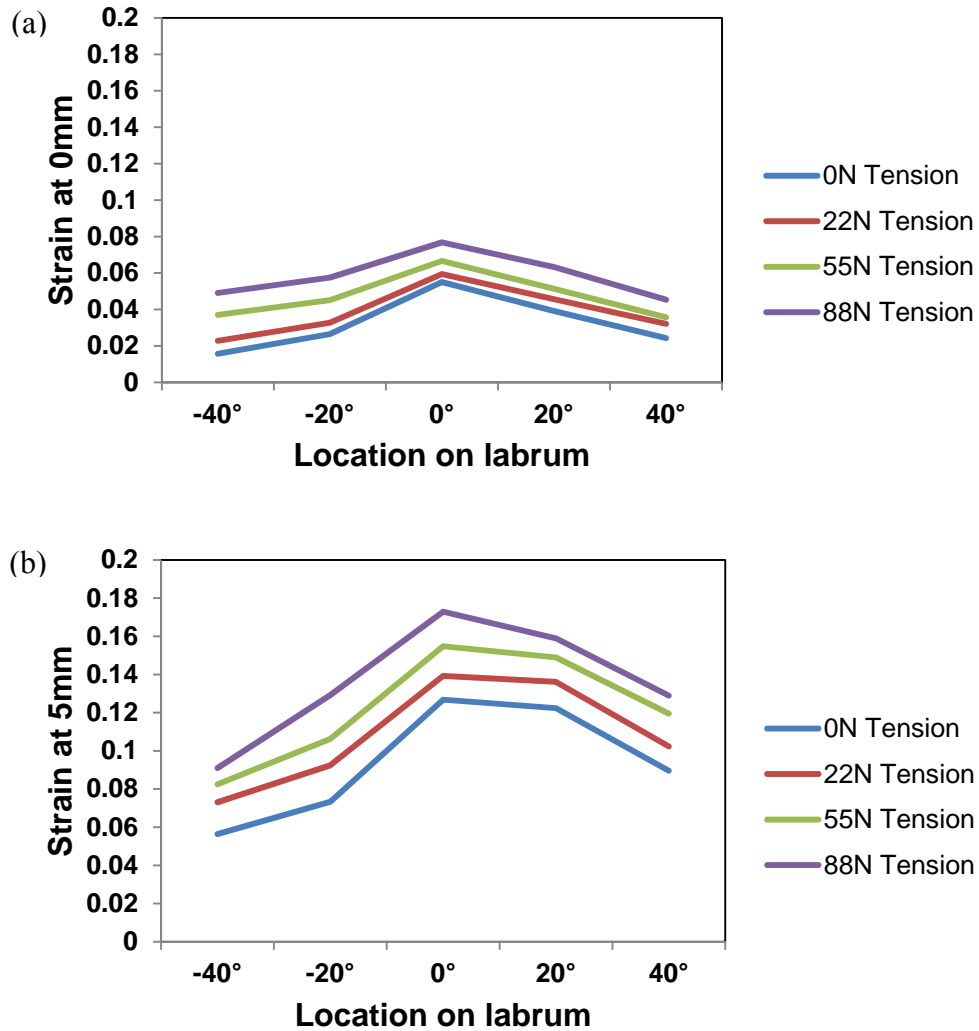 (a)
Strain at 0mm
0.2
0.18
0.16
0.14
0.12
0.1
0.08
0.06
0.04
0.02
0
-40° -20° 0° 20° 40°
Location on labrum
0N Tension
22N Tension
55N Tension
88N Tension
(b)
Strain at 5mm
0.2
0.18
0.16
0.14
0.12
0.1
0.08
0.06
0.04
0.02
0
-40° -20° 0° 20° 40°
Location on labrum
0N Tension
22N Tension
55N Tension
88N Tension